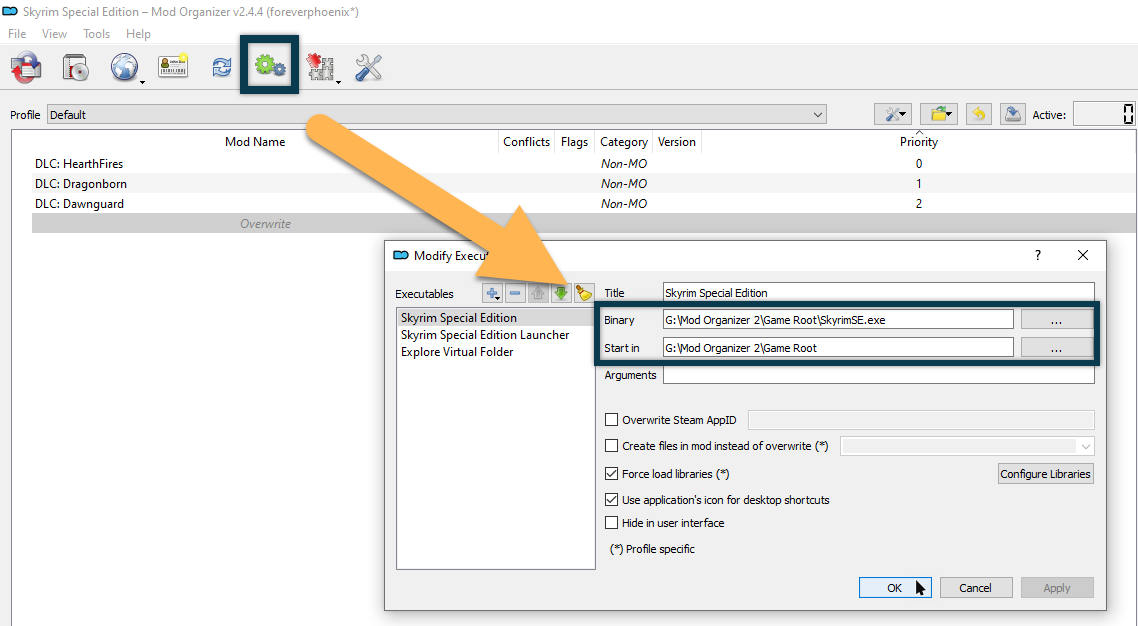 Skyrim Special Edition – Mod Organizer v2.4.4 (foreverphoenix*)
File View Tools Help
Profile Default Active: 0
Mod Name Conflicts Flags Category Version Priority
DLC: HearthFires Non-MO 0
DLC: Dragonborn Non-MO 1
DLC: Dawnguard Non-MO 2
Overwrite
Modify Execu
?
Executables
Skyrim Special Edition
Skyrim Special Edition Launcher
Explore Virtual Folder
Title Skyrim Special Edition
Binary G:\Mod Organizer 2\Game Root\SkyrimSE.exe ...
Start in G:\Mod Organizer 2\Game Root ...
Arguments
Overwrite Steam AppID
Create files in mod instead of overwrite (*)
Force load libraries (*) Configure Libraries
Use application's icon for desktop shortcuts
Hide in user interface
(*) Profile specific
OK Cancel Apply